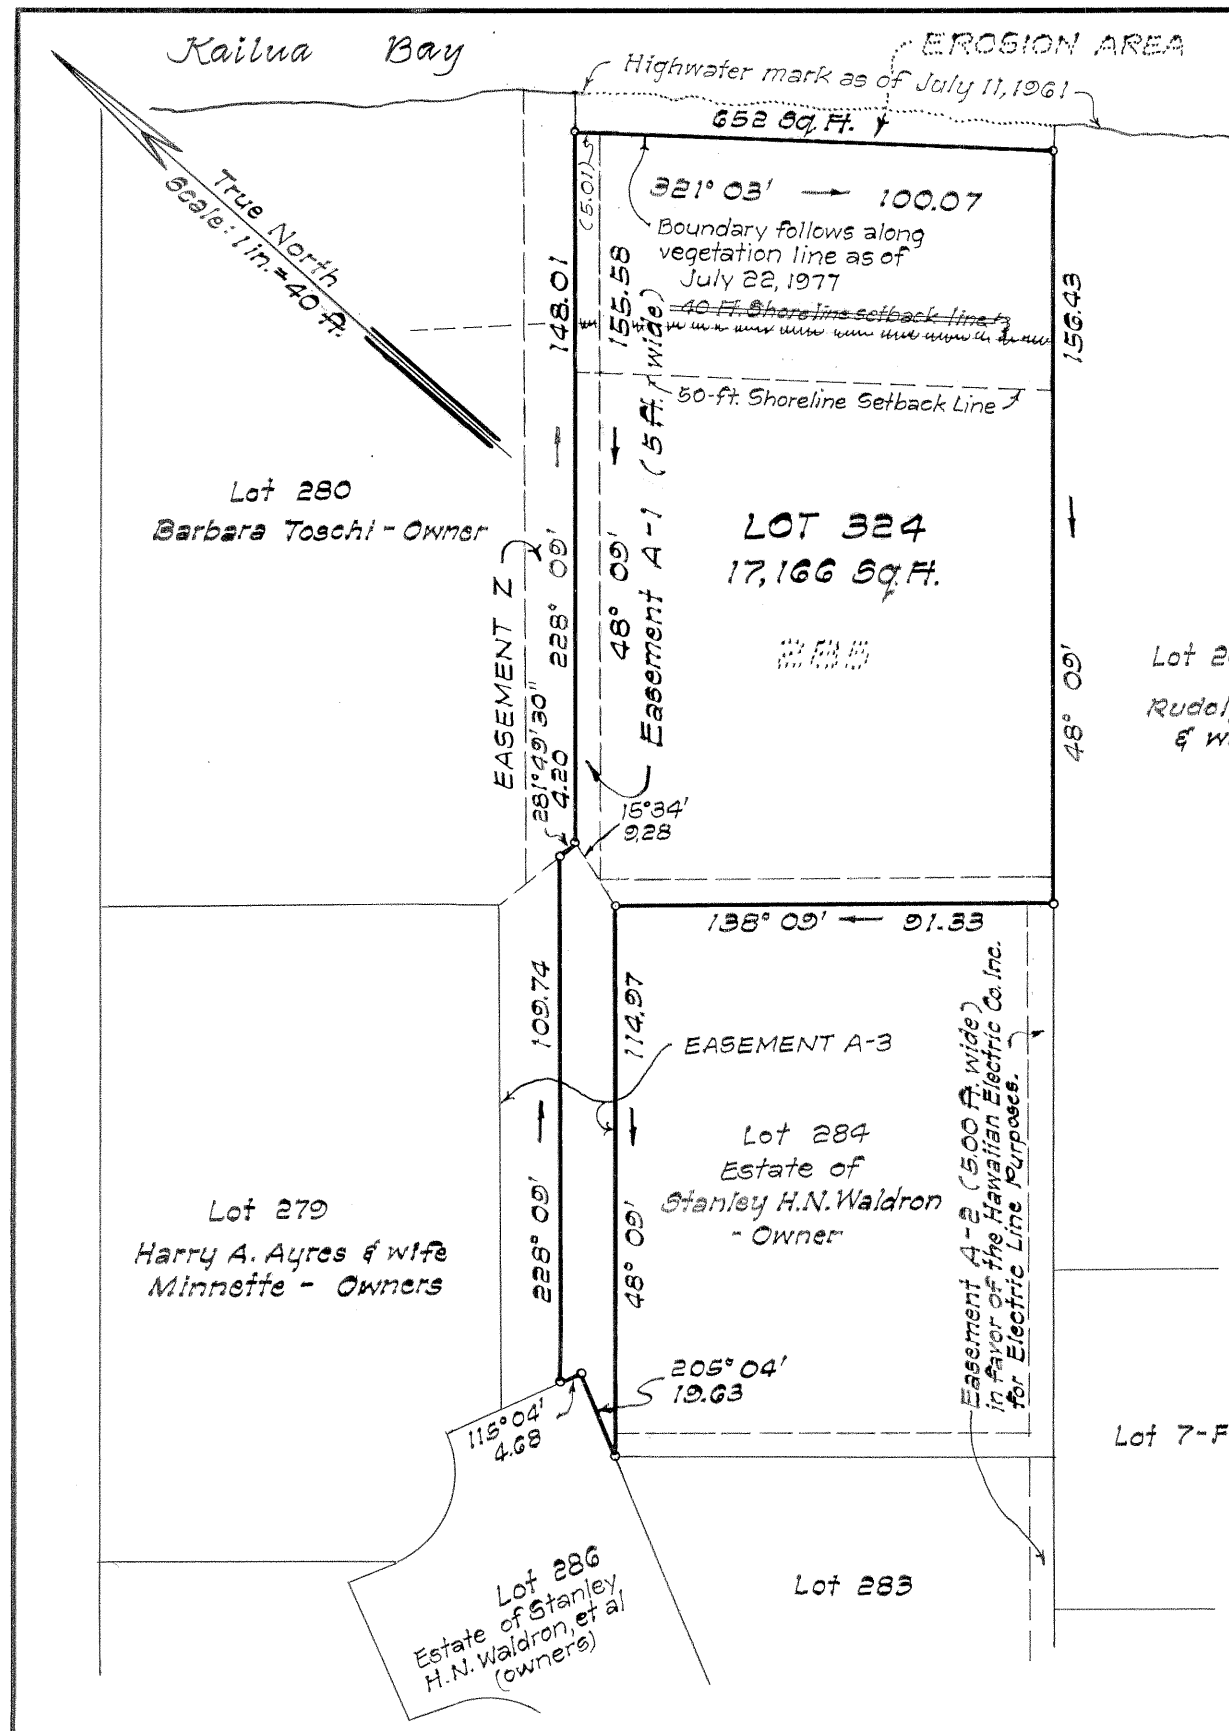 Kailua Bay
EROSION AREA
Highwater mark as of July 11, 1961
652 Sq. Ft.
True North
Scale: 1 in. = 40 ft.
(5.01)
321° 03' 100.07
Boundary follows along
vegetation line as of
July 22, 1977
40 Ft. Shoreline setback line
50-ft. Shoreline Setback Line
148.01
155.58
156.43
Lot 280
Barbara Toschi - Owner
EASEMENT Z
228° 09'
48° 09'
Easement A-1 (5 ft. wide)
LOT 324
17,166 Sq. Ft.
285
48° 09'
Lot 2
Rudol
& w
281° 49' 30"
4.20
15° 34'
9.28
138° 09' 91.33
109.74
114.97
EASEMENT A-3
228° 09'
48° 09'
Lot 284
Estate of
Stanley H.N. Waldron
- Owner
Easement A-2 (5.00 Ft. wide)
in favor of the Hawaiian Electric Co. Inc.
for Electric Line Purposes.
Lot 279
Harry A. Ayres & wife
Minnette - Owners
205° 04'
19.63
115° 04'
4.68
Lot 7-F
Lot 286
Estate of Stanley
H.N. Waldron, et al
(owners)
Lot 283